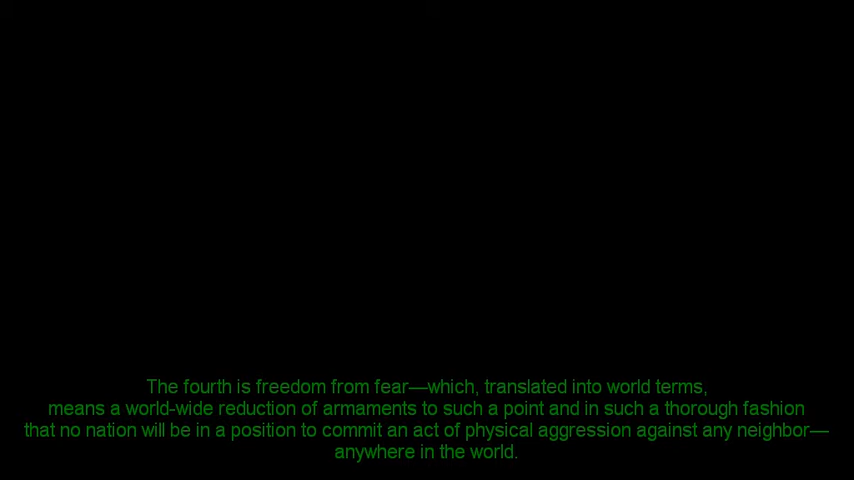 The fourth is freedom from fear—which, translated into world terms,
means a world-wide reduction of armaments to such a point and in such a thorough fashion
that no nation will be in a position to commit an act of physical aggression against any neighbor—
anywhere in the world.